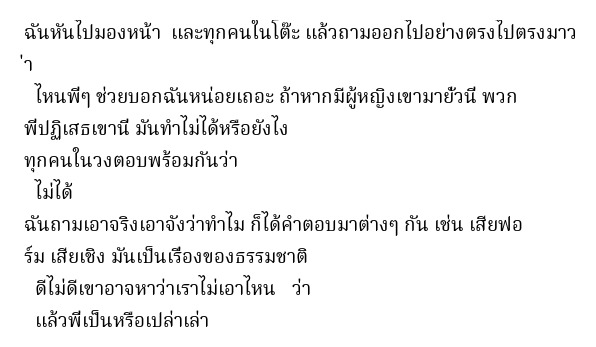 ฉันหันไปมองหน้า  และทุกคนในโต๊ะ แล้วถามออกไปอย่างตรงไปตรงมาว
่า
ไหนพี่ๆ ช่วยบอกฉันหน่อยเถอะ ถ้าหากมีผู้หญิงเขามายั่วนี่ พวก
พี่ปฏิเสธเขานี่ มันทำไม่ได้หรือยังไง
ทุกคนในวงตอบพร้อมกันว่า
ไม่ได้
ฉันถามเอาจริงเอาจังว่าทำไม ก็ได้คำตอบมาต่างๆ กัน เช่น เสียฟอ
ร์ม เสียเชิง มันเป็นเรื่องของธรรมชาติ
ดีไม่ดีเขาอาจหาว่าเราไม่เอาไหน   ว่า
แล้วพี่เป็นหรือเปล่าเล่า